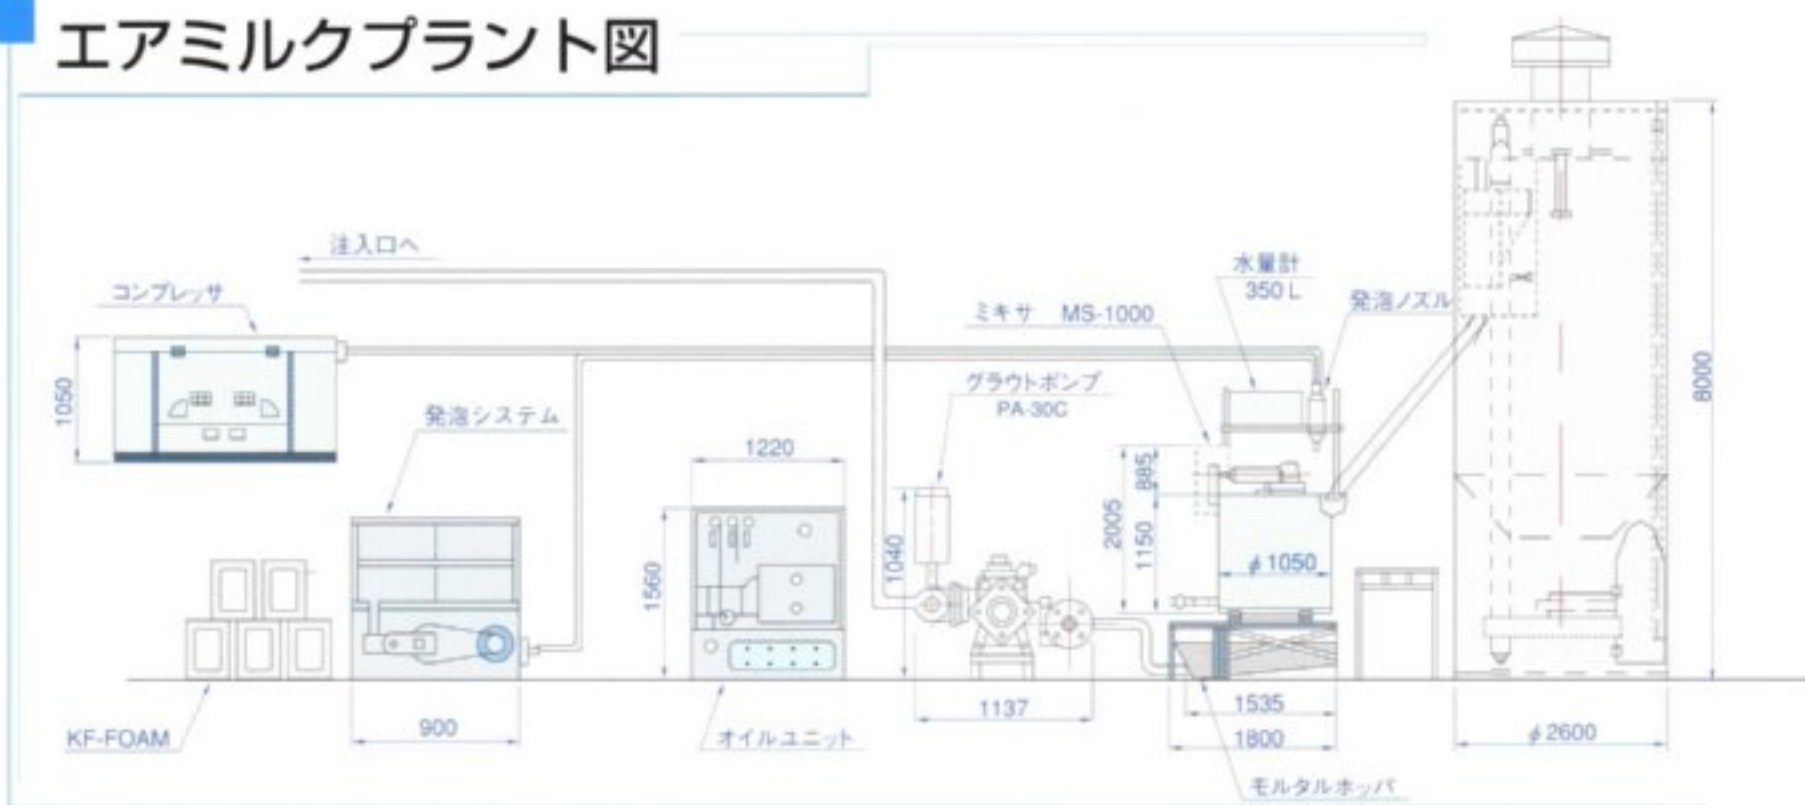 エアミルクプラント図
注入口へ
コンプレッサ
1050
発泡システム
KF-FOAM
900
1220
1560
オイルユニット
グラウトポンプ
PA-30C
1040
1137
ミキサ MS-1000
水量計
350 L
発泡ノズル
885
2005
1150
φ1050
1535
1800
モルタルホッパ
8000
φ2600